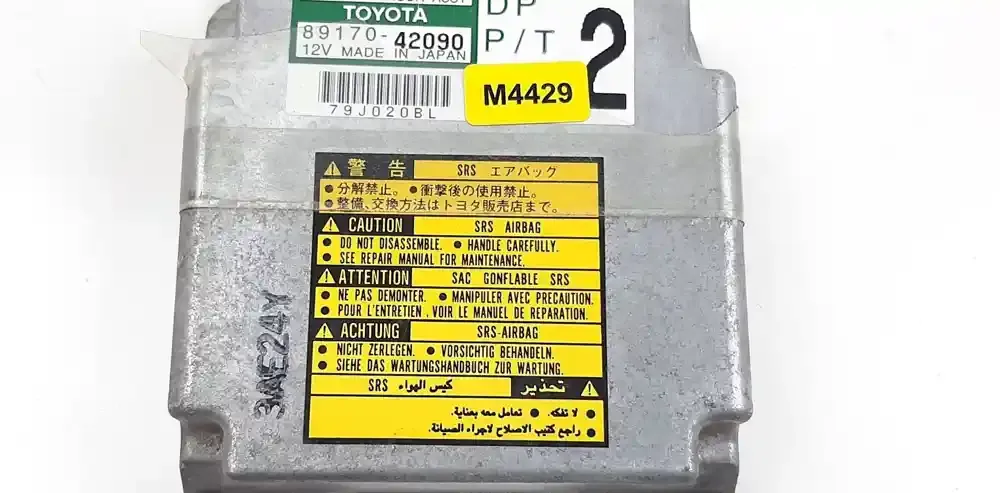 TOYOTA
DP
89170-42090
P/T
2
12V MADE IN JAPAN
M4429
79J020BL
警告 SRS エアバッグ
● 分解禁止。 ● 衝撃後の使用禁止。
● 整備、交換方法はトヨタ販売店まで。
CAUTION SRS AIRBAG
● DO NOT DISASSEMBLE. ● HANDLE CAREFULLY.
● SEE REPAIR MANUAL FOR MAINTENANCE.
ATTENTION SAC GONFLABLE SRS
● NE PAS DEMONTER. ● MANIPULER AVEC PRECAUTION.
● POUR L'ENTRETIEN, VOIR LE MANUEL DE REPARATION.
ACHTUNG SRS-AIRBAG
● NICHT ZERLEGEN. ● VORSICHTIG BEHANDELN.
● SIEHE DAS WARTUNGSHANDBUCH ZUR WARTUNG.
تحذير كيس الهواء SRS
● لا تفكه. ● تعامل معه بعناية.
● راجع كتيب الاصلاح لاجراء الصيانة.
3WE24Y